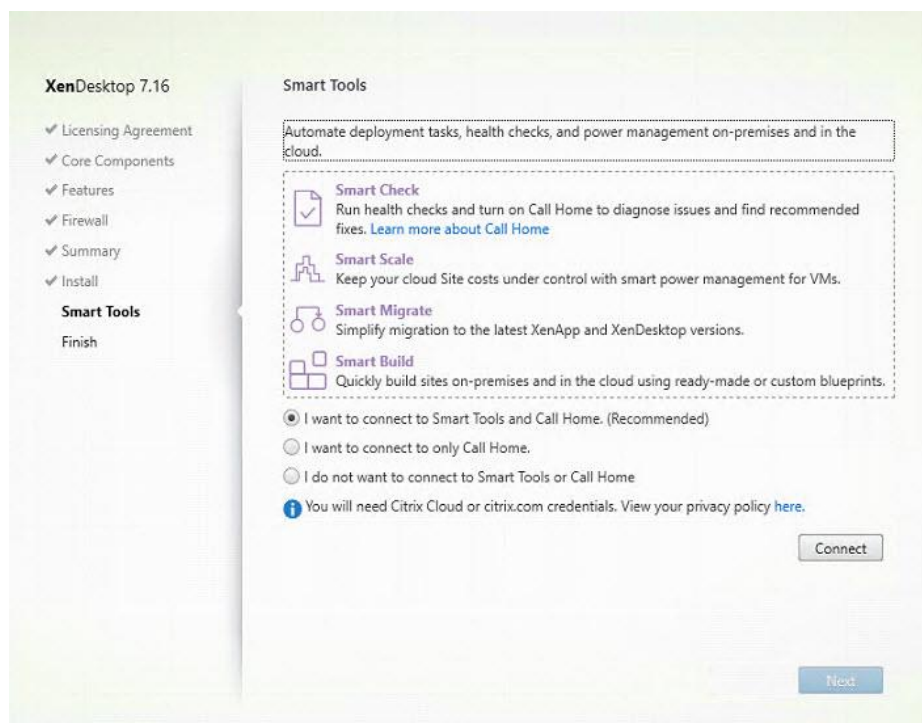 XenDesktop 7.16
Licensing Agreement
Core Components
Features
Firewall
Summary
Install
Smart Tools
Finish
Smart Tools
Automate deployment tasks, health checks, and power management on-premises and in the
cloud.
Smart Check
Run health checks and turn on Call Home to diagnose issues and find recommended
fixes. Learn more about Call Home
Smart Scale
Keep your cloud Site costs under control with smart power management for VMs.
Smart Migrate
Simplify migration to the latest XenApp and XenDesktop versions.
Smart Build
Quickly build sites on-premises and in the cloud using ready-made or custom blueprints.
I want to connect to Smart Tools and Call Home. (Recommended)
I want to connect to only Call Home.
I do not want to connect to Smart Tools or Call Home
You will need Citrix Cloud or citrix.com credentials. View your privacy policy here.
Connect
Next